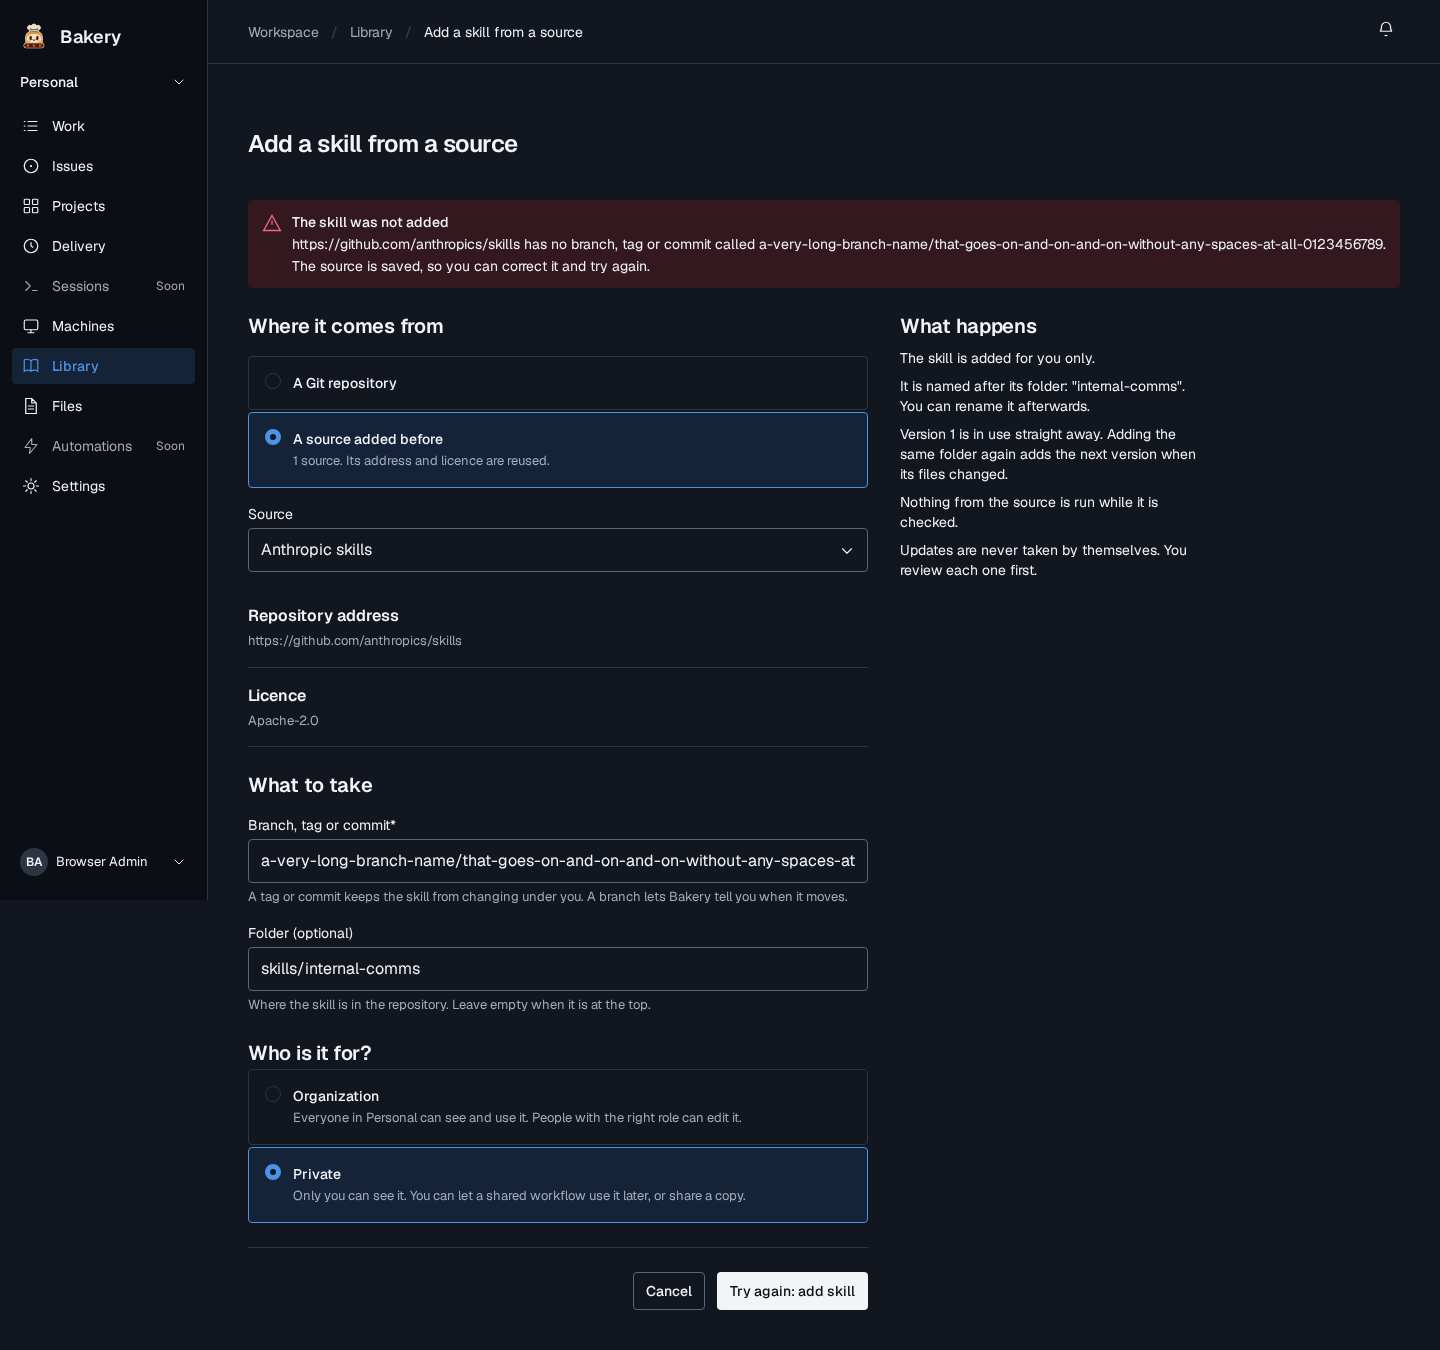 Bakery
Personal
Work
Issues
Projects
Delivery
Sessions Soon
Machines
Library
Files
Automations Soon
Settings
BA Browser Admin
Workspace / Library / Add a skill from a source
Add a skill from a source
The skill was not added
https://github.com/anthropics/skills has no branch, tag or commit called a-very-long-branch-name/that-goes-on-and-on-and-on-without-any-spaces-at-all-0123456789.
The source is saved, so you can correct it and try again.
Where it comes from
A Git repository
A source added before
1 source. Its address and licence are reused.
Source
Anthropic skills
Repository address
https://github.com/anthropics/skills
Licence
Apache-2.0
What to take
Branch, tag or commit*
a-very-long-branch-name/that-goes-on-and-on-and-on-without-any-spaces-at
A tag or commit keeps the skill from changing under you. A branch lets Bakery tell you when it moves.
Folder (optional)
skills/internal-comms
Where the skill is in the repository. Leave empty when it is at the top.
Who is it for?
Organization
Everyone in Personal can see and use it. People with the right role can edit it.
Private
Only you can see it. You can let a shared workflow use it later, or share a copy.
Cancel
Try again: add skill
What happens
The skill is added for you only.
It is named after its folder: "internal-comms".
You can rename it afterwards.
Version 1 is in use straight away. Adding the
same folder again adds the next version when
its files changed.
Nothing from the source is run while it is
checked.
Updates are never taken by themselves. You
review each one first.